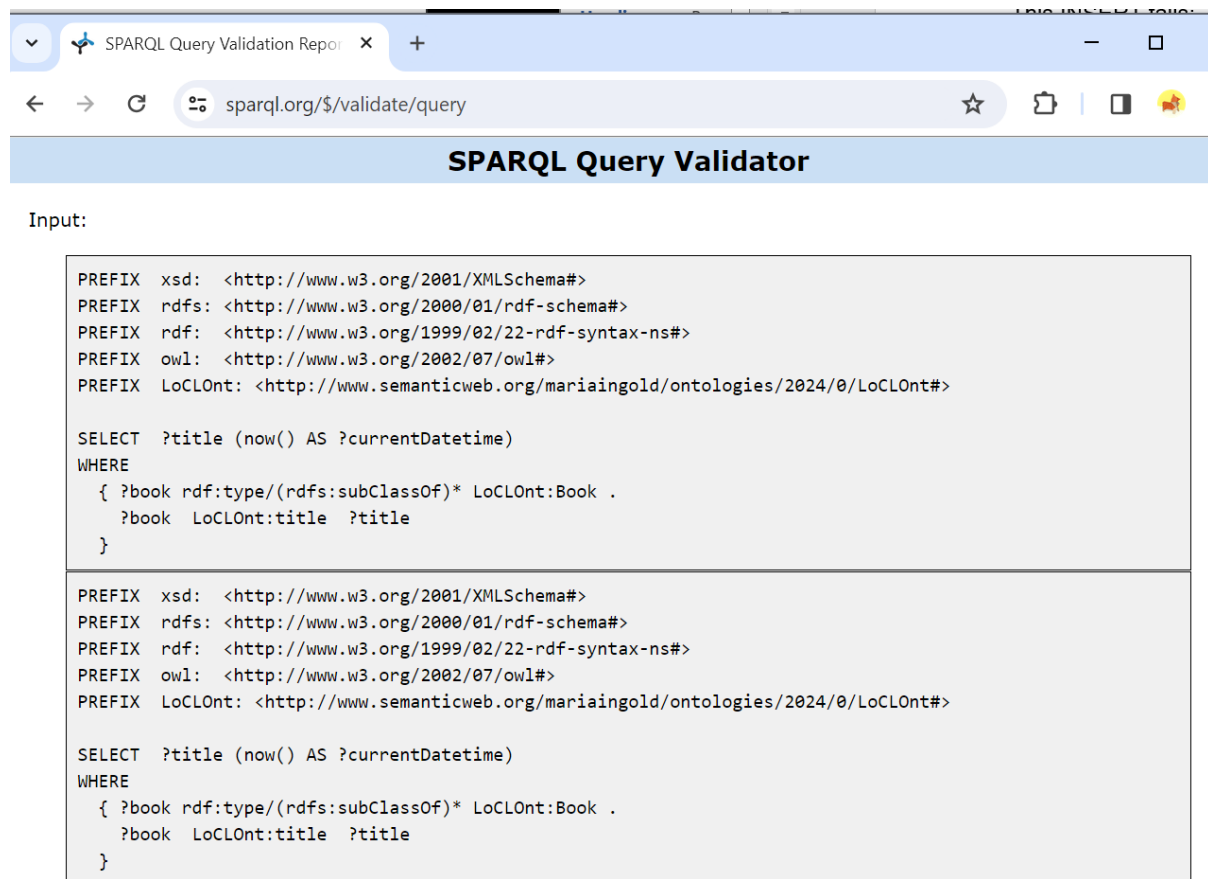 SPARQL Query Validation Repor
sparql.org/$/validate/query
SPARQL Query Validator
Input:
PREFIX  xsd:  <http://www.w3.org/2001/XMLSchema#>
PREFIX  rdfs: <http://www.w3.org/2000/01/rdf-schema#>
PREFIX  rdf:  <http://www.w3.org/1999/02/22-rdf-syntax-ns#>
PREFIX  owl:  <http://www.w3.org/2002/07/owl#>
PREFIX  LoCLOnt: <http://www.semanticweb.org/mariaingold/ontologies/2024/0/LoCLOnt#>
SELECT  ?title (now() AS ?currentDatetime)
WHERE
{ ?book rdf:type/(rdfs:subClassOf)* LoCLOnt:Book .
?book  LoCLOnt:title  ?title
}
PREFIX  xsd:  <http://www.w3.org/2001/XMLSchema#>
PREFIX  rdfs: <http://www.w3.org/2000/01/rdf-schema#>
PREFIX  rdf:  <http://www.w3.org/1999/02/22-rdf-syntax-ns#>
PREFIX  owl:  <http://www.w3.org/2002/07/owl#>
PREFIX  LoCLOnt: <http://www.semanticweb.org/mariaingold/ontologies/2024/0/LoCLOnt#>
SELECT  ?title (now() AS ?currentDatetime)
WHERE
{ ?book rdf:type/(rdfs:subClassOf)* LoCLOnt:Book .
?book  LoCLOnt:title  ?title
}